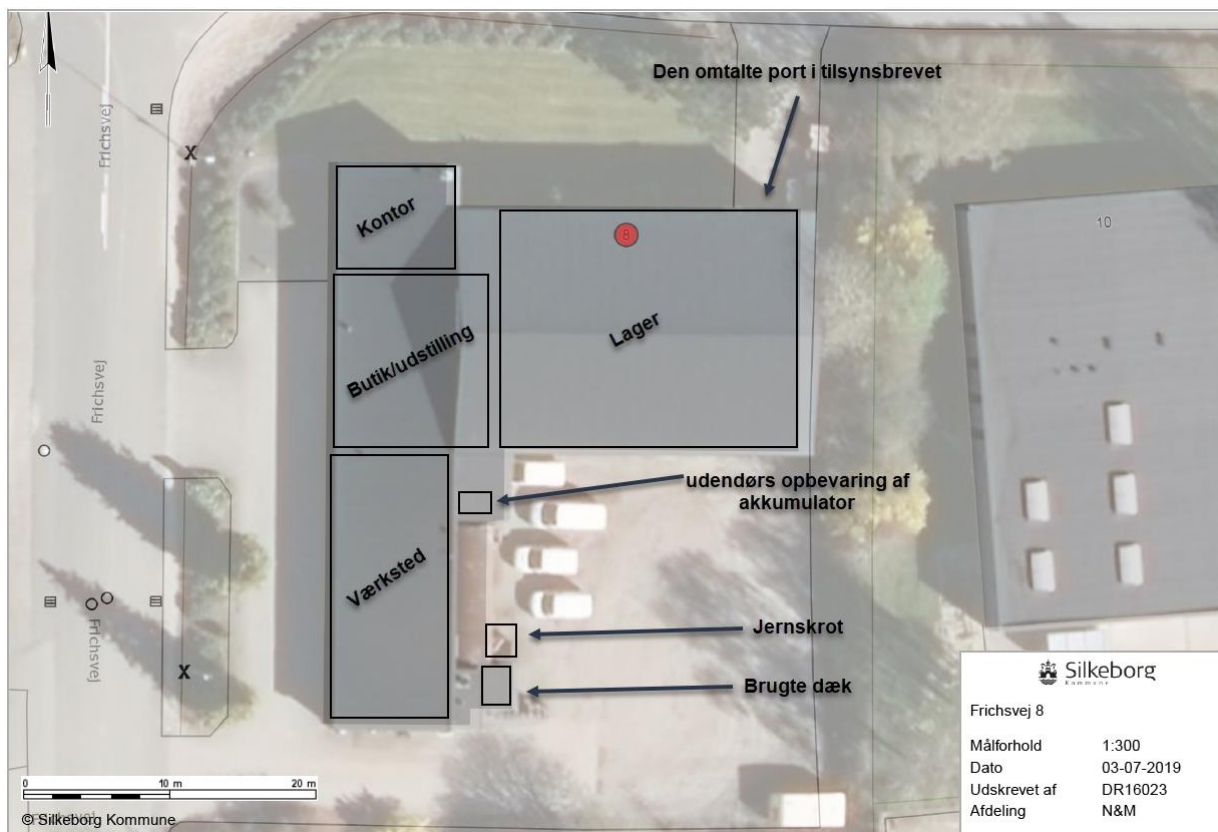 Den omtalte port i tilsynsbrevet
Frichsvej
Kontor
8
10
Butik/udstilling
Lager
Frichsvej
X
udendørs opbevaring af
akkumulator
Værksted
Jernskrot
Frichsvej
X
Brugte dæk
Silkeborg
Kommune
Frichsvej 8
Målforhold 1:300
Dato 03-07-2019
Udskrevet af DR16023
Afdeling N&M
0 10 m 20 m
© Silkeborg Kommune